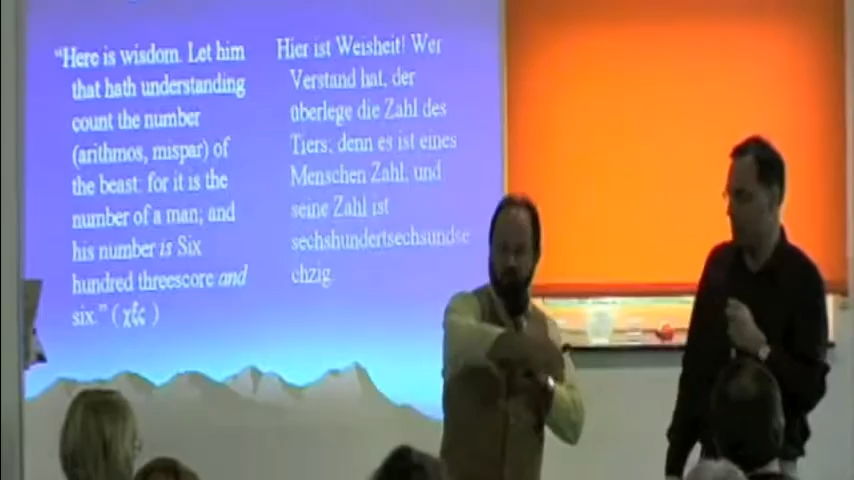 "Here is wisdom. Let him
that hath understanding
count the number
(arithmos, mispar) of
the beast: for it is the
number of a man; and
his number is Six
hundred threescore and
six." ( χξς )
Hier ist Weisheit! Wer
Verstand hat, der
überlege die Zahl des
Tiers; denn es ist eines
Menschen Zahl, und
seine Zahl ist
sechshundertsechsundse
chzig.